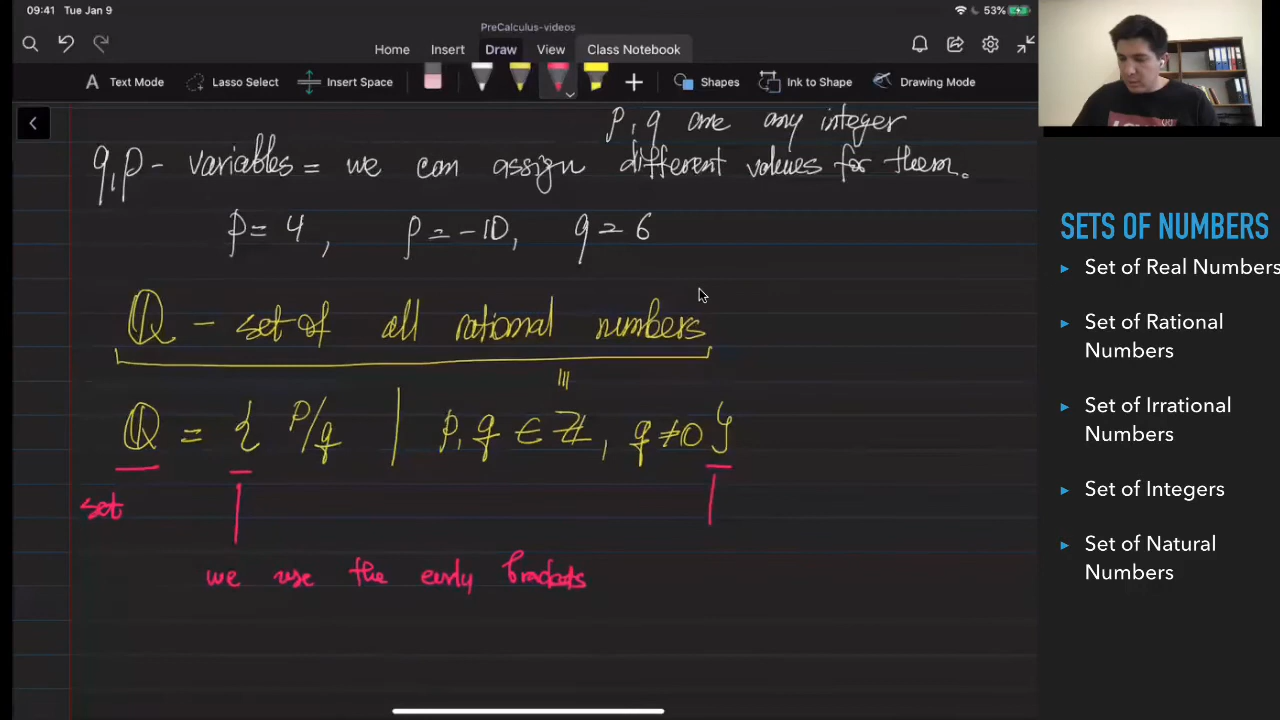 09:41 Tue Jan 9
53%
PreCalculus-videos
Home Insert Draw View Class Notebook
Text Mode Lasso Select Insert Space Shapes Ink to Shape Drawing Mode
p, q are any integer
q, p - variables = we can assign different values for them.
p = 4, p = -10, q = 6
ℚ - set of all rational numbers
ℚ = { p/q | p, q ∈ ℤ, q ≠ 0 }
set
we use the curly brackets
SETS OF NUMBERS
Set of Real Numbers
Set of Rational
Numbers
Set of Irrational
Numbers
Set of Integers
Set of Natural
Numbers